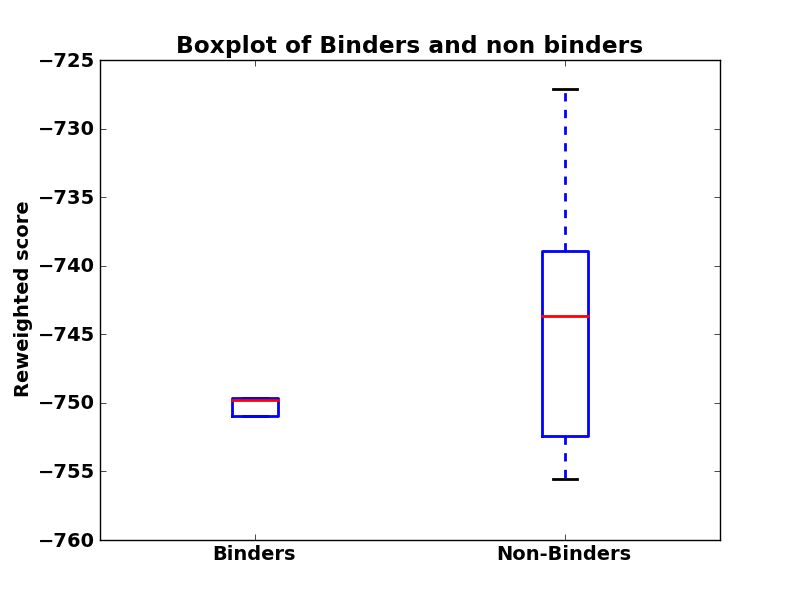 Boxplot of Binders and non binders
Reweighted score
−725
−730
−735
−740
−745
−750
−755
−760
Binders
Non-Binders